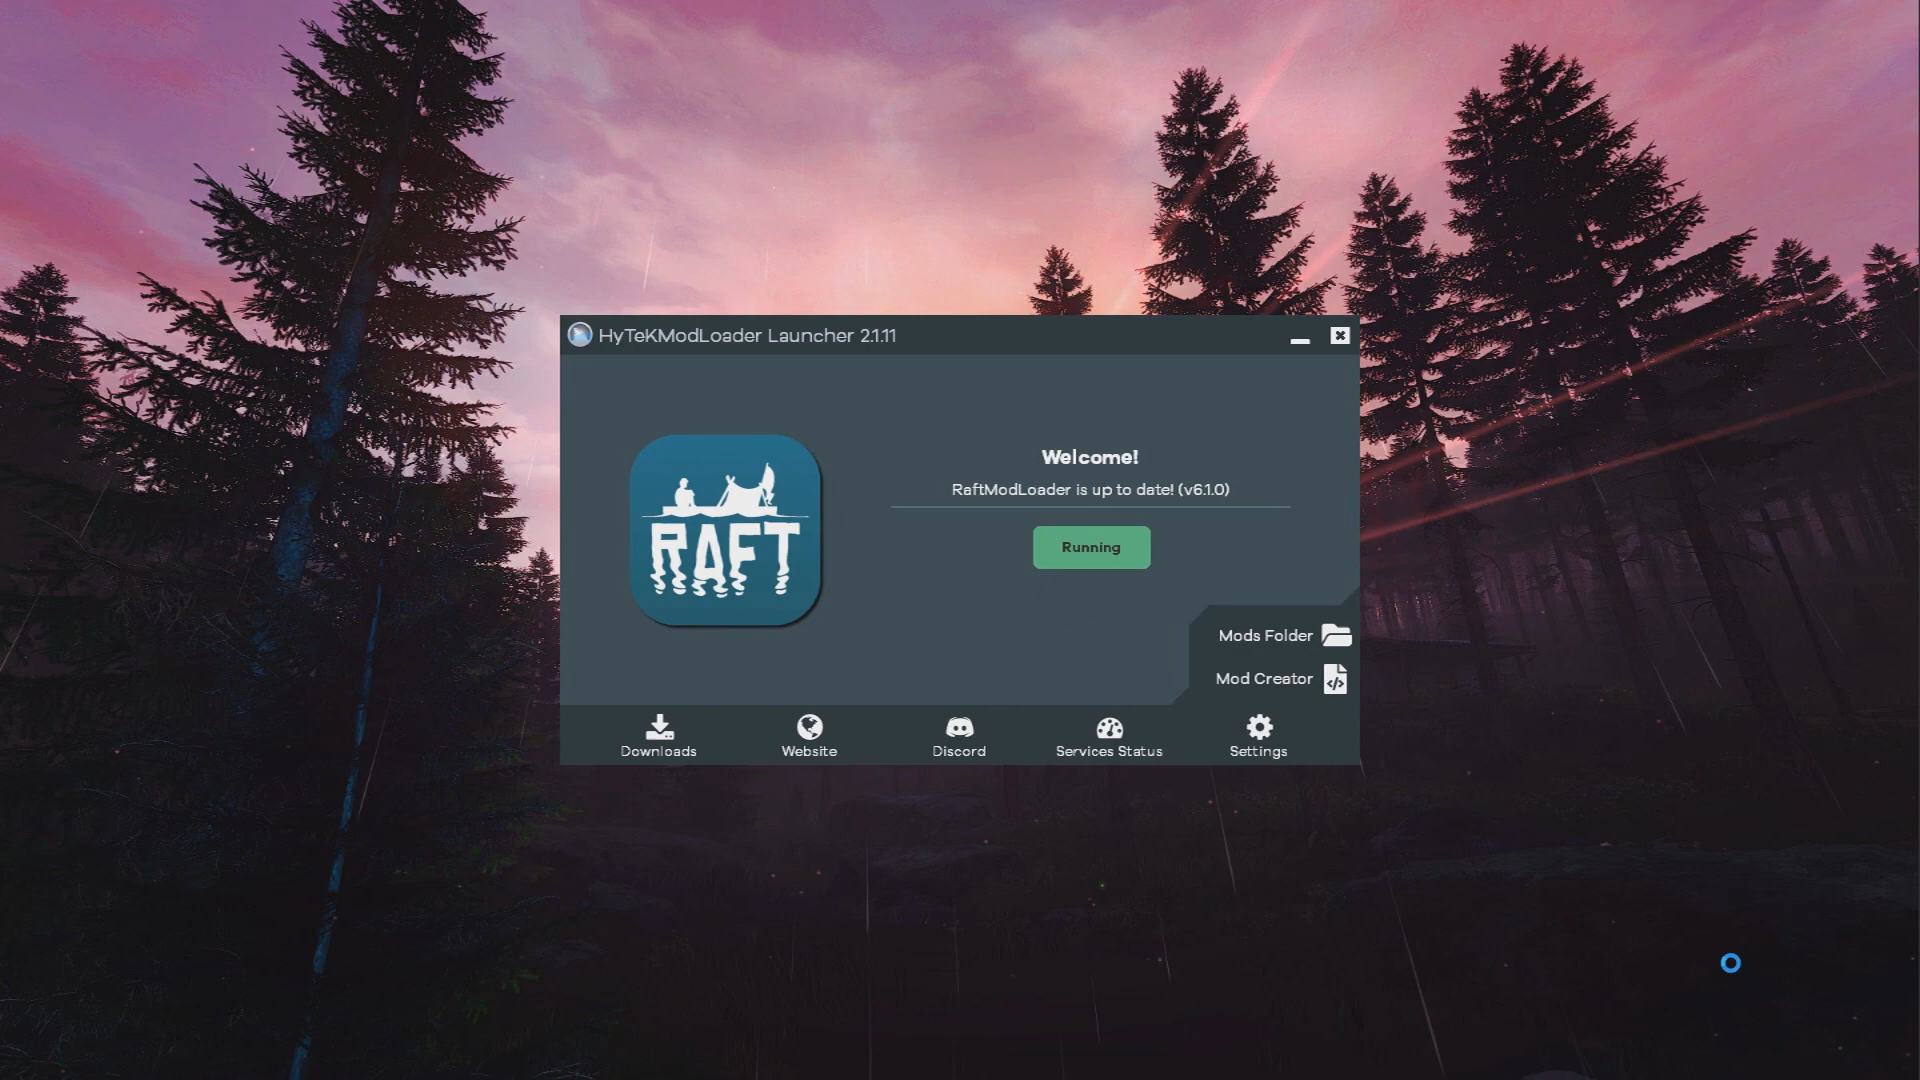 HyTeKModLoader Launcher 2.1.11
RAFT
Welcome!
RaftModLoader is up to date! (v6.1.0)
Running
Mods Folder
Mod Creator
Downloads
Website
Discord
Services Status
Settings